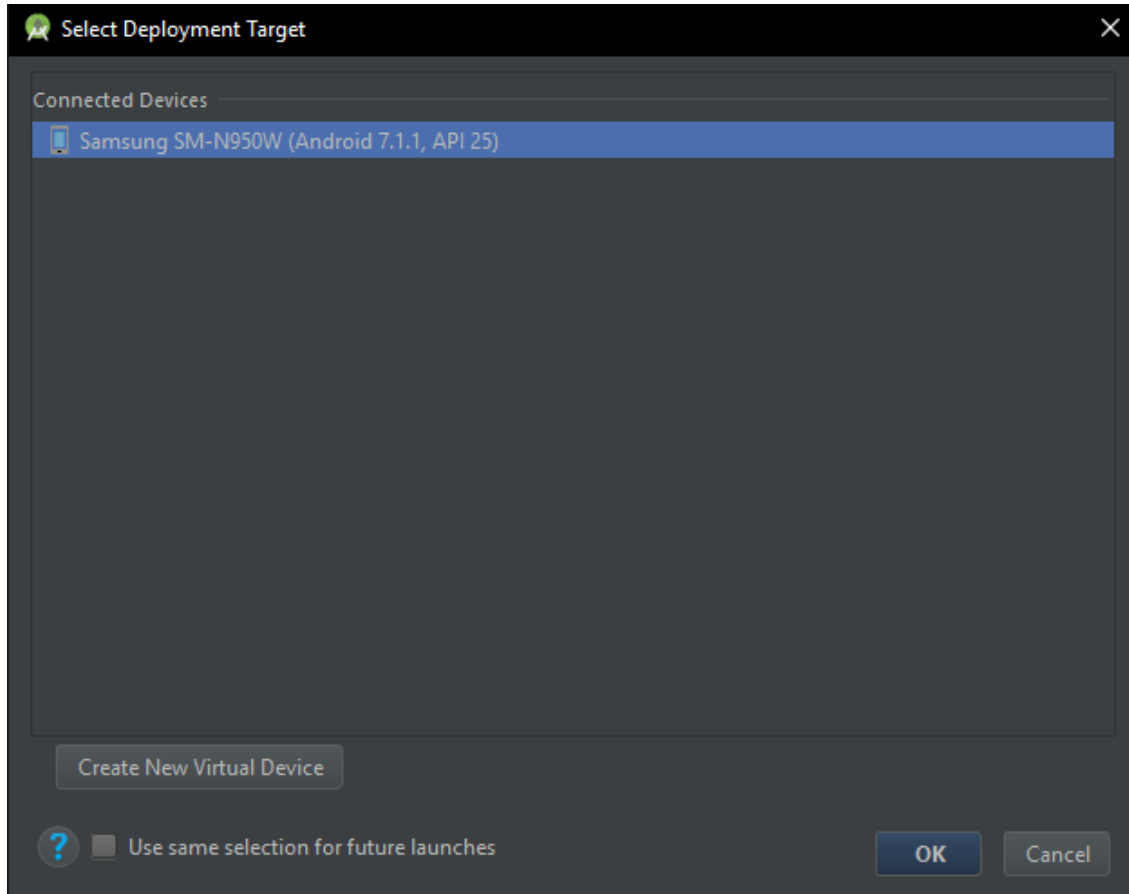 Select Deployment Target
Connected Devices
Samsung SM-N950W (Android 7.1.1, API 25)
Create New Virtual Device
? Use same selection for future launches
OK Cancel